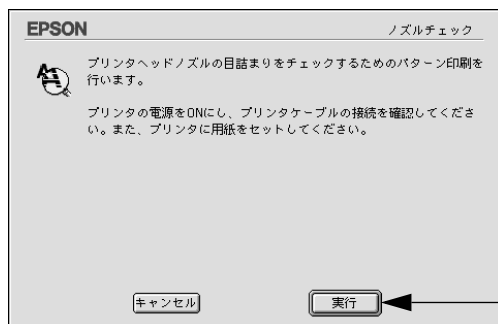 EPSON ノズルチェック
プリンタヘッドノズルの目詰まりをチェックするためのパターン印刷を
行います。
プリンタの電源をONにし、プリンタケーブルの接続を確認してくださ
い。また、プリンタに用紙をセットしてください。
キャンセル 実行